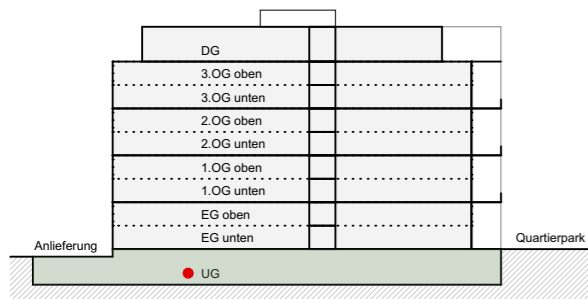 DG
3.OG oben
3.OG unten
2.OG oben
2.OG unten
1.OG oben
1.OG unten
EG oben
EG unten
Anlieferung
Quartierpark
UG